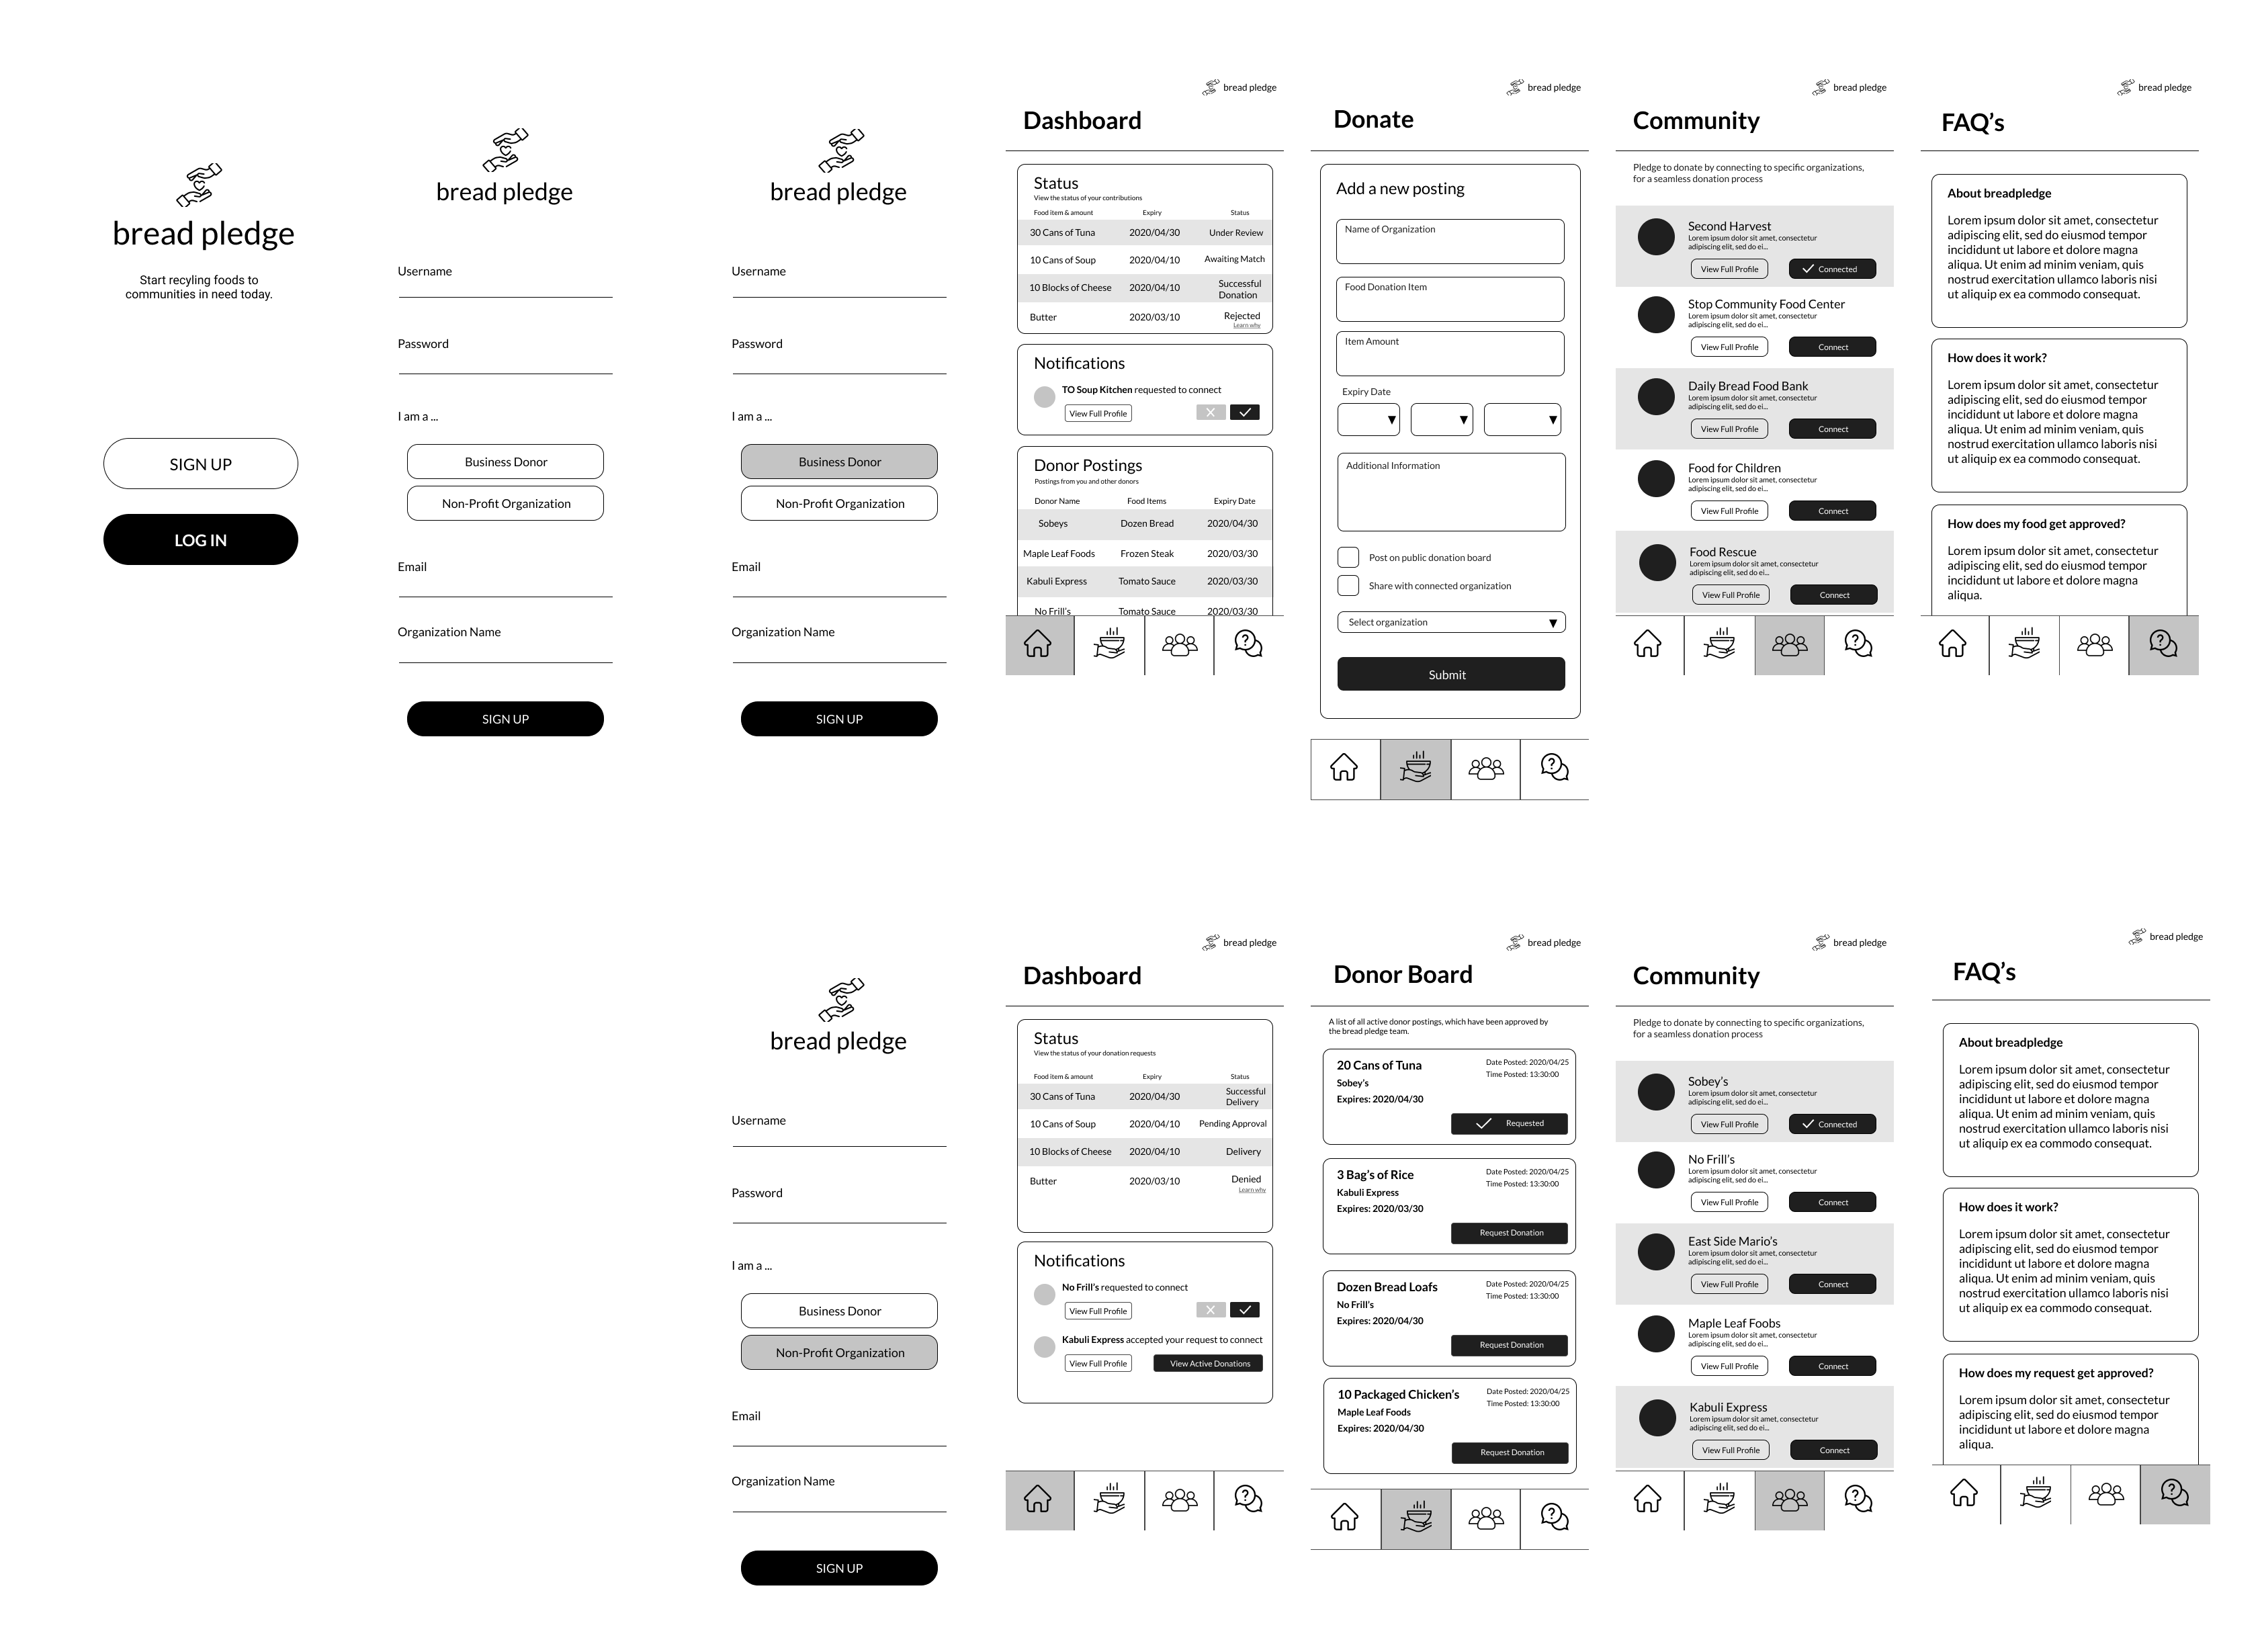 bread pledge
Start recyling foods to
communities in need today.
SIGN UP
LOG IN
bread pledge
Username
Password
I am a ...
Business Donor
Non-Profit Organization
Email
Organization Name
SIGN UP
bread pledge
Username
Password
I am a ...
Business Donor
Non-Profit Organization
Email
Organization Name
SIGN UP
bread pledge
Dashboard
Status
View the status of your contributions
Food item & amount Expiry Status
30 Cans of Tuna 2020/04/30 Under Review
10 Cans of Soup 2020/04/10 Awaiting Match
10 Blocks of Cheese 2020/04/10 Successful
Donation
Butter 2020/03/10 Rejected
Learn why
Notifications
TO Soup Kitchen requested to connect
View Full Profile
Donor Postings
Postings from you and other donors
Donor Name Food Items Expiry Date
Sobeys Dozen Bread 2020/04/30
Maple Leaf Foods Frozen Steak 2020/03/30
Kabuli Express Tomato Sauce 2020/03/30
No Frill's Tomato Sauce 2020/03/30
bread pledge
Donate
Add a new posting
Name of Organization
Food Donation Item
Item Amount
Expiry Date
Additional Information
Post on public donation board
Share with connected organization
Select organization
Submit
bread pledge
Community
Pledge to donate by connecting to specific organizations,
for a seamless donation process
Second Harvest
Lorem ipsum dolor sit amet, consectetur
adipiscing elit, sed do ei...
View Full Profile Connected
Stop Community Food Center
Lorem ipsum dolor sit amet, consectetur
adipiscing elit, sed do ei...
View Full Profile Connect
Daily Bread Food Bank
Lorem ipsum dolor sit amet, consectetur
adipiscing elit, sed do ei...
View Full Profile Connect
Food for Children
Lorem ipsum dolor sit amet, consectetur
adipiscing elit, sed do ei...
View Full Profile Connect
Food Rescue
Lorem ipsum dolor sit amet, consectetur
adipiscing elit, sed do ei...
View Full Profile Connect
bread pledge
FAQ's
About breadpledge
Lorem ipsum dolor sit amet, consectetur
adipiscing elit, sed do eiusmod tempor
incididunt ut labore et dolore magna
aliqua. Ut enim ad minim veniam, quis
nostrud exercitation ullamco laboris nisi
ut aliquip ex ea commodo consequat.
How does it work?
Lorem ipsum dolor sit amet, consectetur
adipiscing elit, sed do eiusmod tempor
incididunt ut labore et dolore magna
aliqua. Ut enim ad minim veniam, quis
nostrud exercitation ullamco laboris nisi
ut aliquip ex ea commodo consequat.
How does my food get approved?
Lorem ipsum dolor sit amet, consectetur
adipiscing elit, sed do eiusmod tempor
incididunt ut labore et dolore magna
aliqua.
bread pledge
Username
Password
I am a ...
Business Donor
Non-Profit Organization
Email
Organization Name
SIGN UP
bread pledge
Dashboard
Status
View the status of your donation requests
Food item & amount Expiry Status
30 Cans of Tuna 2020/04/30 Successful
Delivery
10 Cans of Soup 2020/04/10 Pending Approval
10 Blocks of Cheese 2020/04/10 Delivery
Butter 2020/03/10 Denied
Learn why
Notifications
No Frill's requested to connect
View Full Profile
Kabuli Express accepted your request to connect
View Full Profile View Active Donations
bread pledge
Donor Board
A list of all active donor postings, which have been approved by
the bread pledge team.
20 Cans of Tuna Date Posted: 2020/04/25
Time Posted: 13:30:00
Sobey's
Expires: 2020/04/30
Requested
3 Bag's of Rice Date Posted: 2020/04/25
Time Posted: 13:30:00
Kabuli Express
Expires: 2020/03/30
Request Donation
Dozen Bread Loafs Date Posted: 2020/04/25
Time Posted: 13:30:00
No Frill's
Expires: 2020/04/30
Request Donation
10 Packaged Chicken's Date Posted: 2020/04/25
Time Posted: 13:30:00
Maple Leaf Foods
Expires: 2020/04/30
Request Donation
bread pledge
Community
Pledge to donate by connecting to specific organizations,
for a seamless donation process
Sobey's
Lorem ipsum dolor sit amet, consectetur
adipiscing elit, sed do ei...
View Full Profile Connected
No Frill's
Lorem ipsum dolor sit amet, consectetur
adipiscing elit, sed do ei...
View Full Profile Connect
East Side Mario's
Lorem ipsum dolor sit amet, consectetur
adipiscing elit, sed do ei...
View Full Profile Connect
Maple Leaf Foobs
Lorem ipsum dolor sit amet, consectetur
adipiscing elit, sed do ei...
View Full Profile Connect
Kabuli Express
Lorem ipsum dolor sit amet, consectetur
adipiscing elit, sed do ei...
View Full Profile Connect
bread pledge
FAQ's
About breadpledge
Lorem ipsum dolor sit amet, consectetur
adipiscing elit, sed do eiusmod tempor
incididunt ut labore et dolore magna
aliqua. Ut enim ad minim veniam, quis
nostrud exercitation ullamco laboris nisi
ut aliquip ex ea commodo consequat.
How does it work?
Lorem ipsum dolor sit amet, consectetur
adipiscing elit, sed do eiusmod tempor
incididunt ut labore et dolore magna
aliqua. Ut enim ad minim veniam, quis
nostrud exercitation ullamco laboris nisi
ut aliquip ex ea commodo consequat.
How does my request get approved?
Lorem ipsum dolor sit amet, consectetur
adipiscing elit, sed do eiusmod tempor
incididunt ut labore et dolore magna
aliqua.